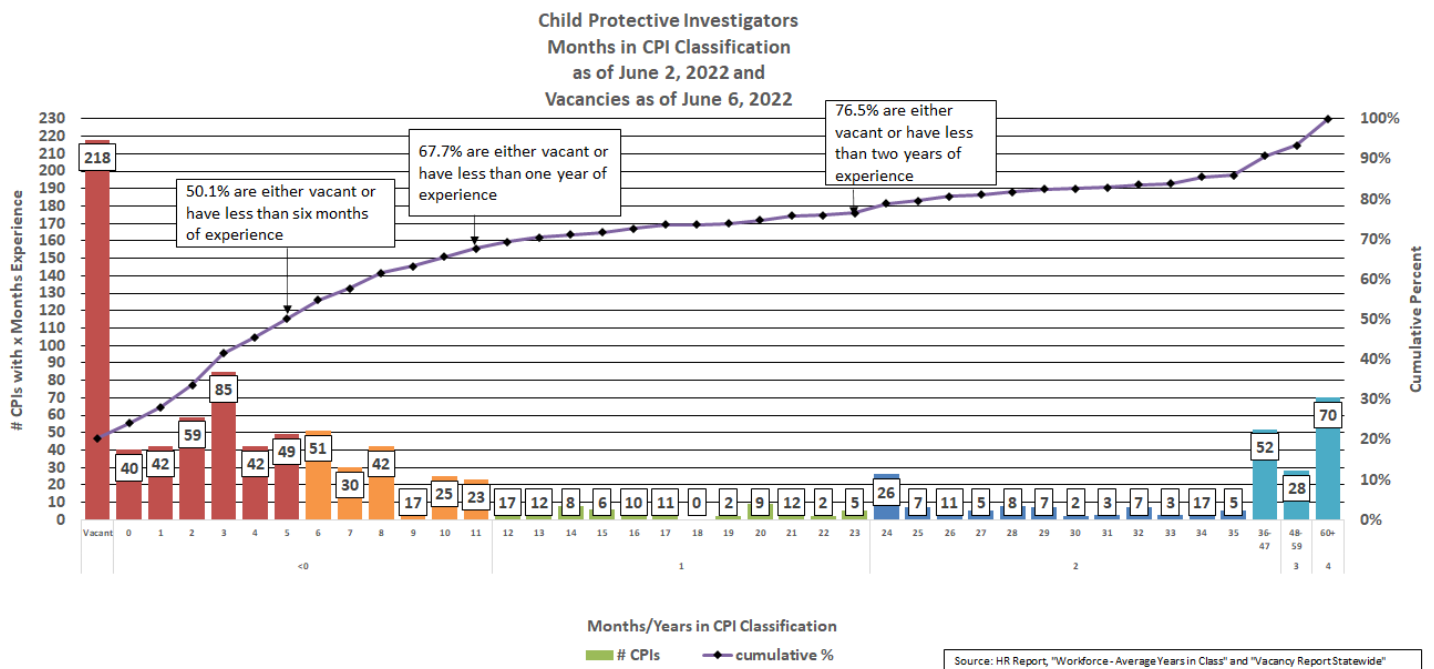 Child Protective Investigators
Months in CPI Classification
as of June 2, 2022 and
Vacancies as of June 6, 2022
# CPIs with x Months Experience
230
220
210
200
190
180
170
160
150
140
130
120
110
100
90
80
70
60
50
40
30
20
10
0
218
50.1% are either vacant or
have less than six months
of experience
67.7% are either vacant or
have less than one year of
experience
76.5% are either
vacant or have less
than two years of
experience
40 42 59 85 42 49 51 30 42 17 25 23 17 12 8 6 10 11 0 2 9 12 2 5 26 7 11 5 8 7 2 3 7 3 17 5 52 28 70
100%
90%
80%
70%
60%
50%
40%
30%
20%
10%
0%
Cumulative Percent
Vacant 0 1 2 3 4 5 6 7 8 9 10 11 12 13 14 15 16 17 18 19 20 21 22 23 24 25 26 27 28 29 30 31 32 33 34 35 36-47 48-59 60+
<0 1 2 3 4
Months/Years in CPI Classification
# CPIs cumulative %
Source: HR Report, "Workforce - Average Years in Class" and "Vacancy Report Statewide"